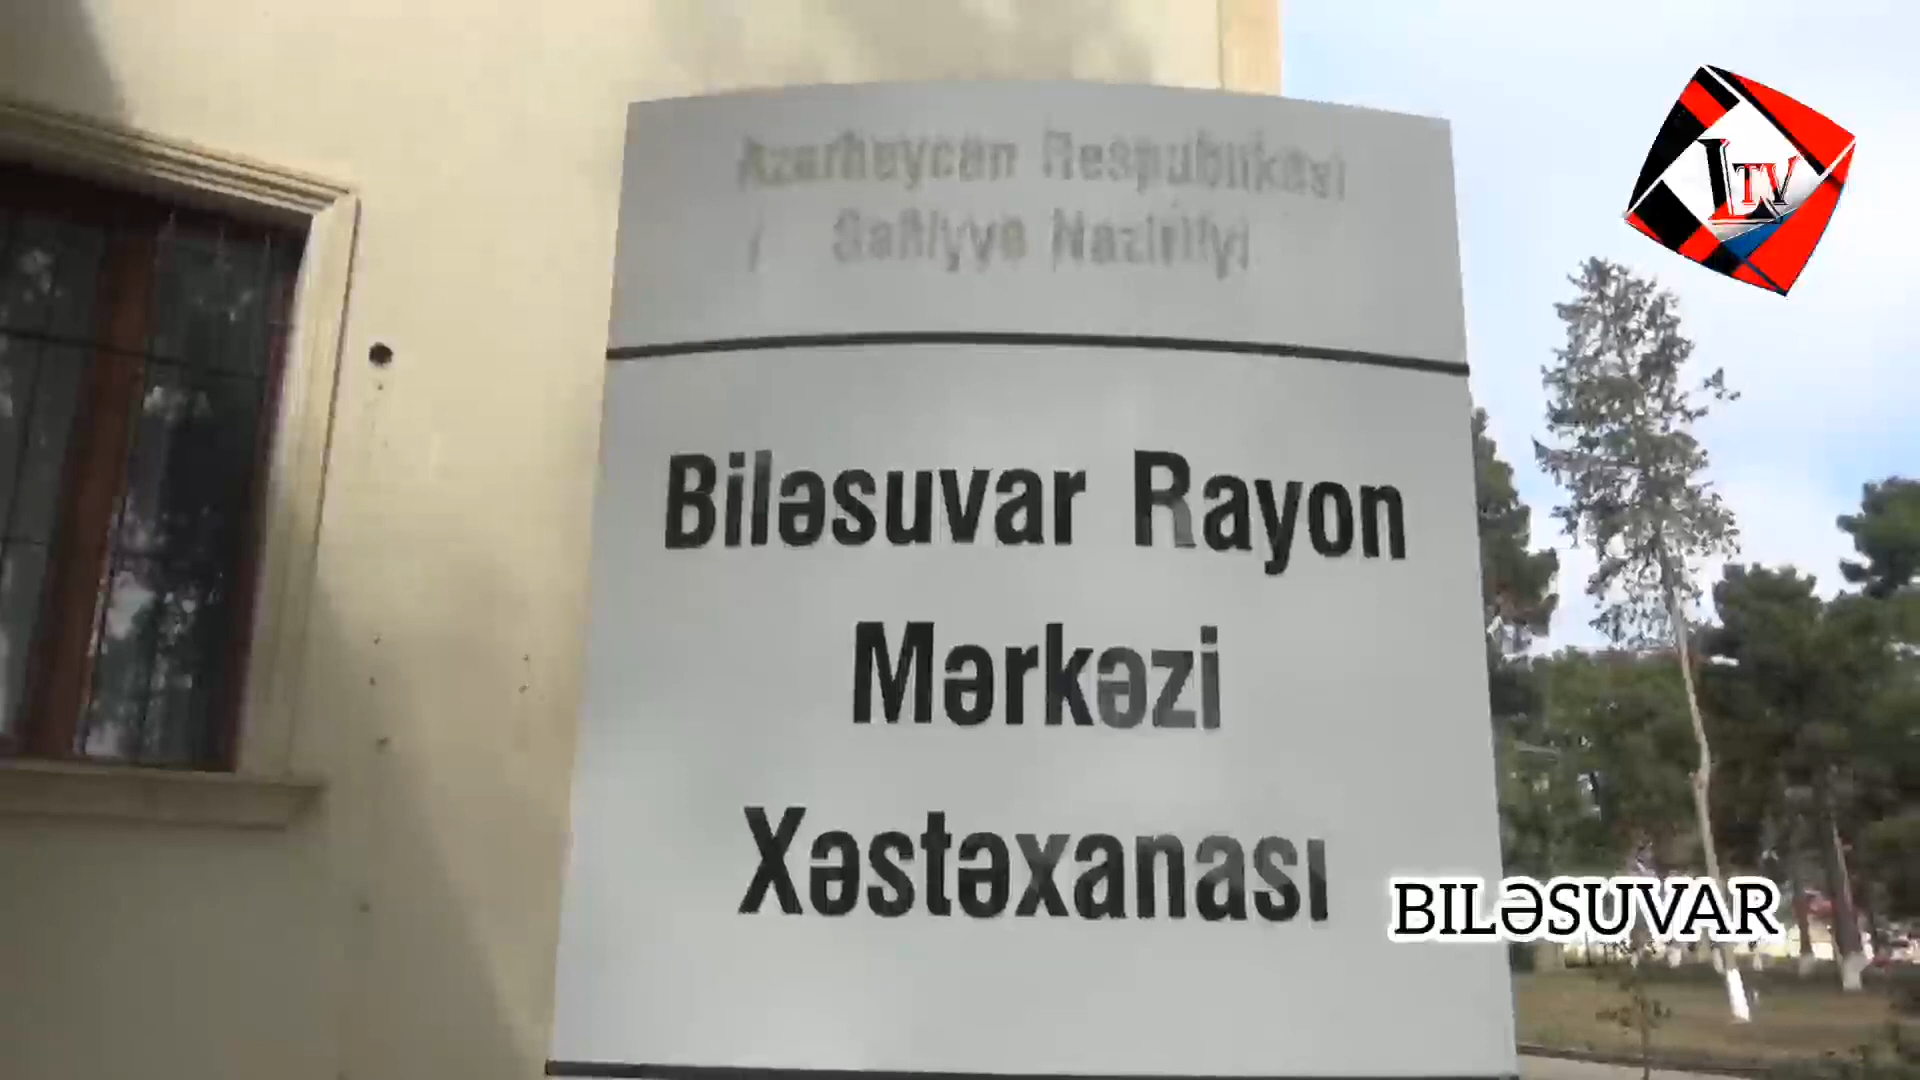 Azərbaycan Respublikası
Səhiyyə Nazirliyi
LTV
Biləsuvar Rayon
Mərkəzi
Xəstəxanası
BILƏSUVAR